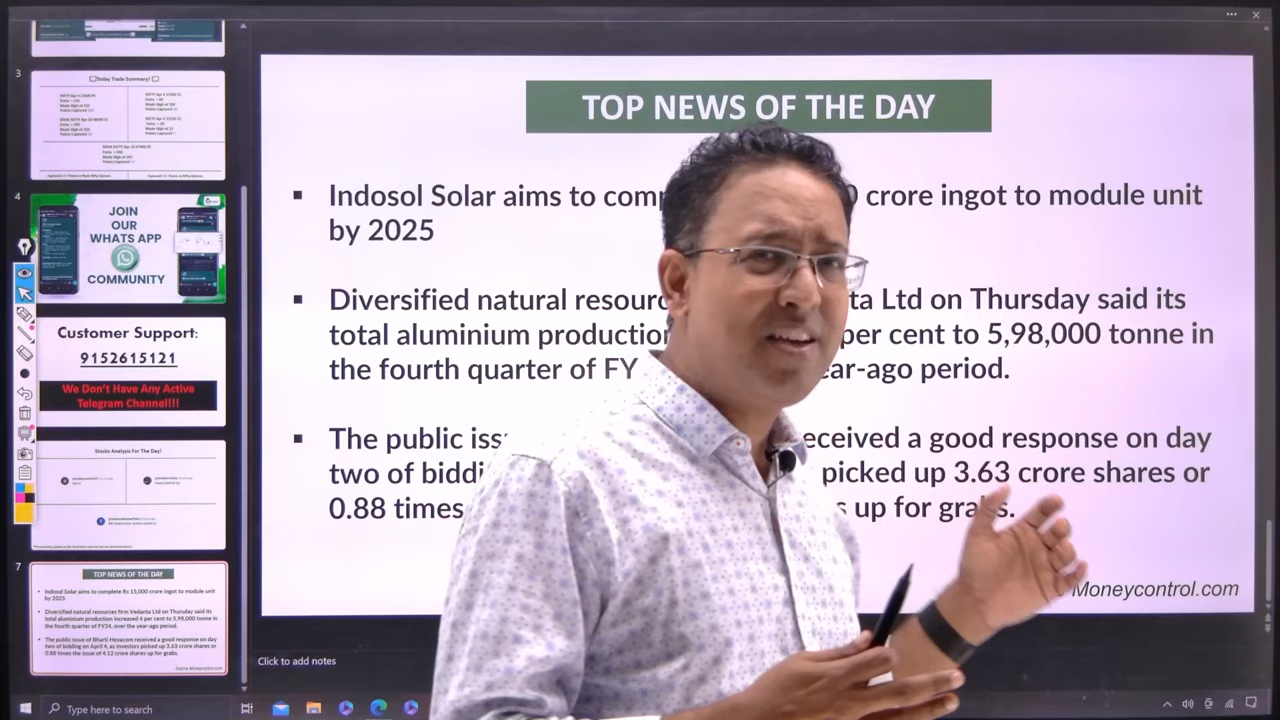 3
Today Trade Summary!
4
JOIN
OUR
WHATS APP
COMMUNITY
Customer Support:
9152615121
We Don't Have Any Active
Telegram Channel!!!
Stocks Analysis For The Day!
7
TOP NEWS OF THE DAY
Indosol Solar aims to complete Rs 15,000 crore ingot to module unit
by 2025
Diversified natural resources firm Vedanta Ltd on Thursday said its
total aluminium production increased 4 per cent to 5,98,000 tonne in
the fourth quarter of FY24, over the year-ago period.
The public issue of Bharti Hexacom received a good response on day
two of bidding on April 4, as investors picked up 3.63 crore shares or
0.88 times the issue of 4.12 crore shares up for grabs.
Source: Moneycontrol.com
TOP NEWS OF THE DAY
Indosol Solar aims to com 0 crore ingot to module unit
by 2025
Diversified natural resourc ta Ltd on Thursday said its
total aluminium production per cent to 5,98,000 tonne in
the fourth quarter of FY ear-ago period.
The public iss eceived a good response on day
two of biddi picked up 3.63 crore shares or
0.88 times s up for grabs.
Moneycontrol.com
Click to add notes
Type here to search